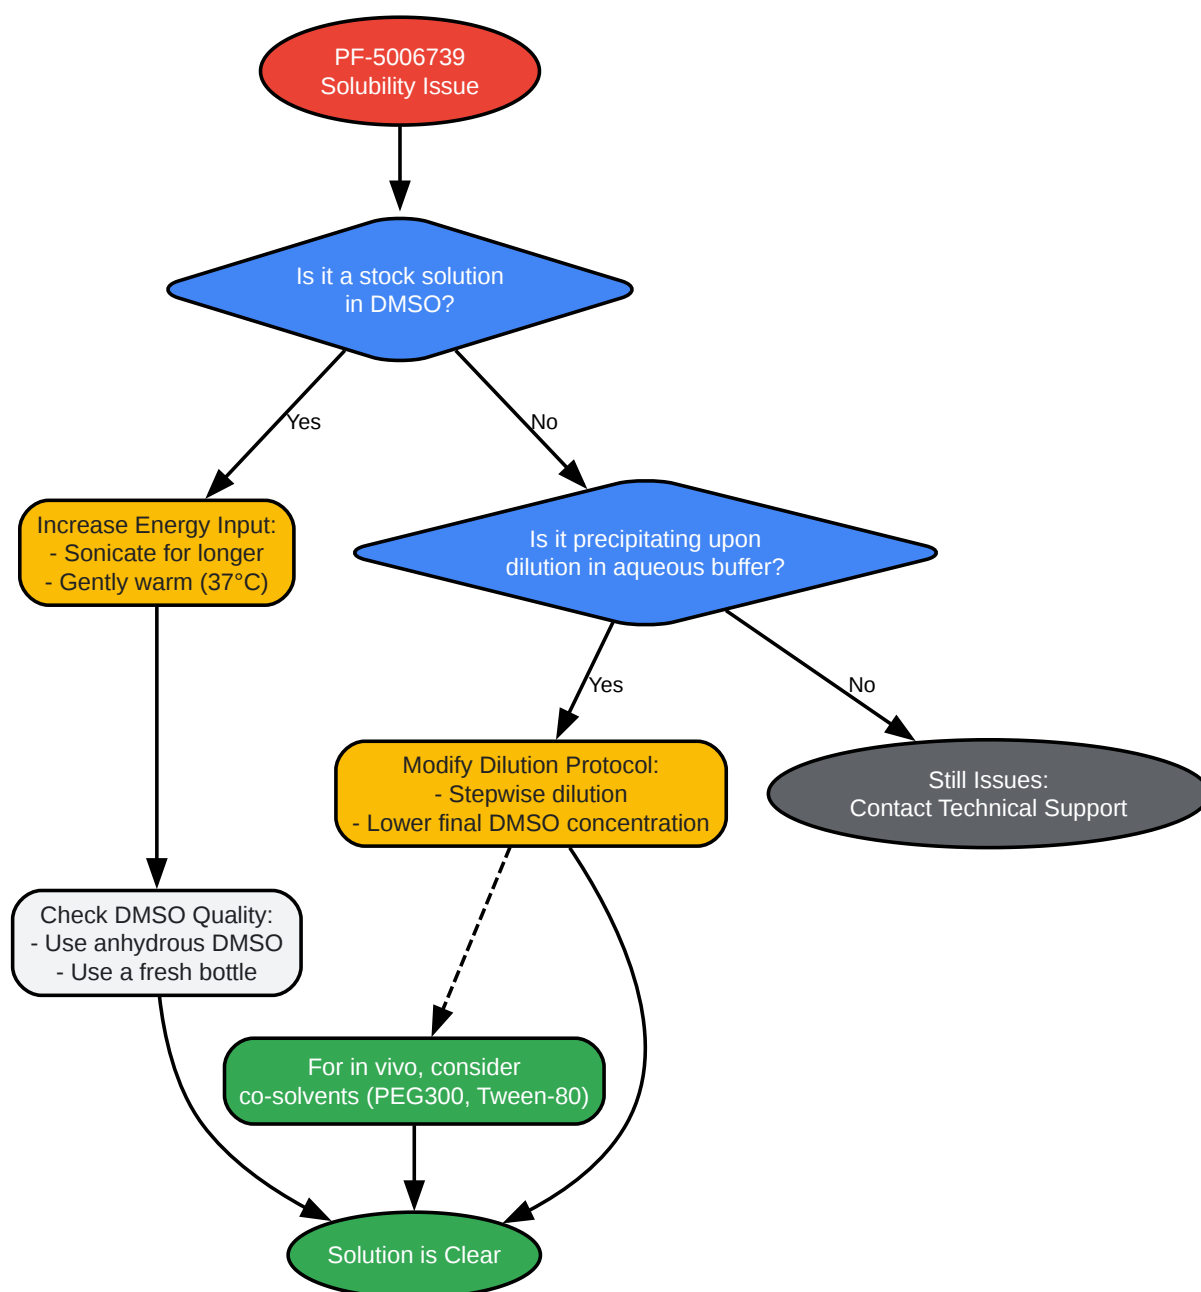 PF-5006739
Solubility Issue
Is it a stock solution
in DMSO?
Yes
No
Increase Energy Input:
- Sonicate for longer
- Gently warm (37°C)
Is it precipitating upon
dilution in aqueous buffer?
Yes
No
Modify Dilution Protocol:
- Stepwise dilution
- Lower final DMSO concentration
Still Issues:
Contact Technical Support
Check DMSO Quality:
- Use anhydrous DMSO
- Use a fresh bottle
For in vivo, consider
co-solvents (PEG300, Tween-80)
Solution is Clear